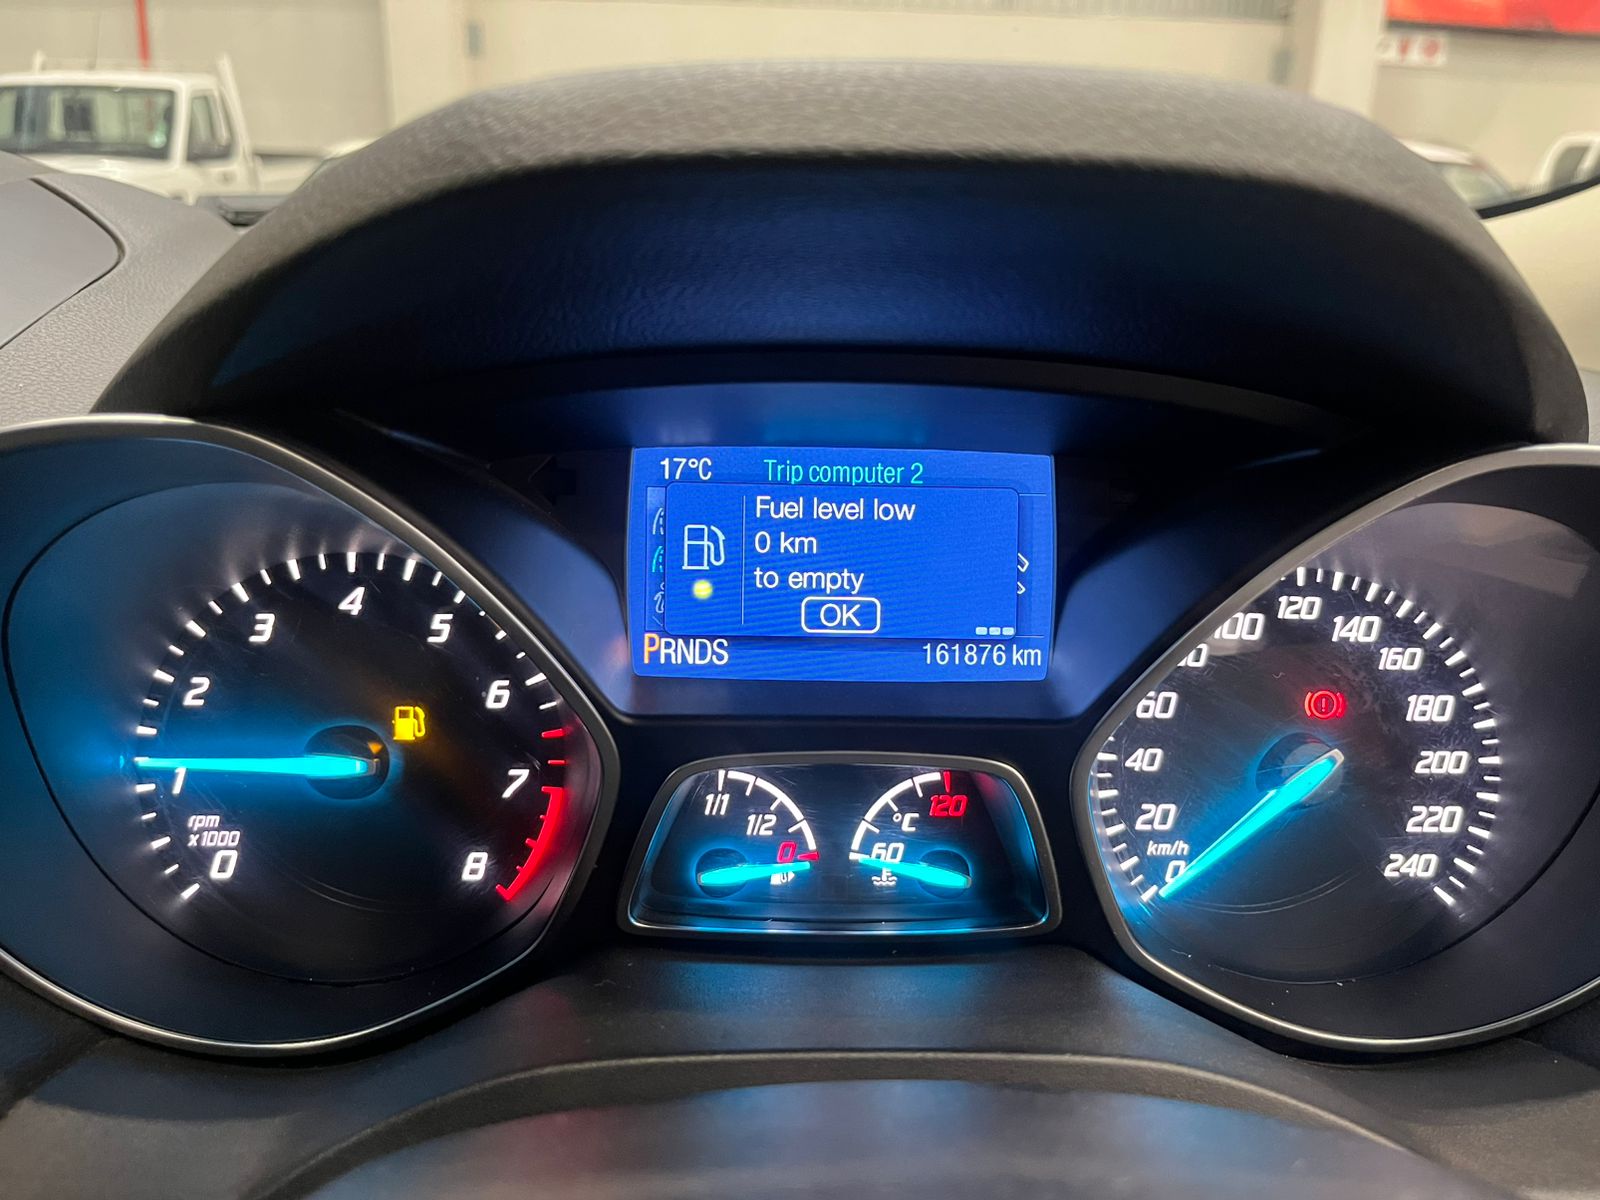 17°C Trip computer 2
Fuel level low
0 km
to empty
OK
PRNDS 161876 km
0
1
2
3
4
5
6
7
8
rpm
x1000
1/1
1/2
0
60
°C
120
0
20
40
60
100
120
140
160
180
200
220
240
km/h